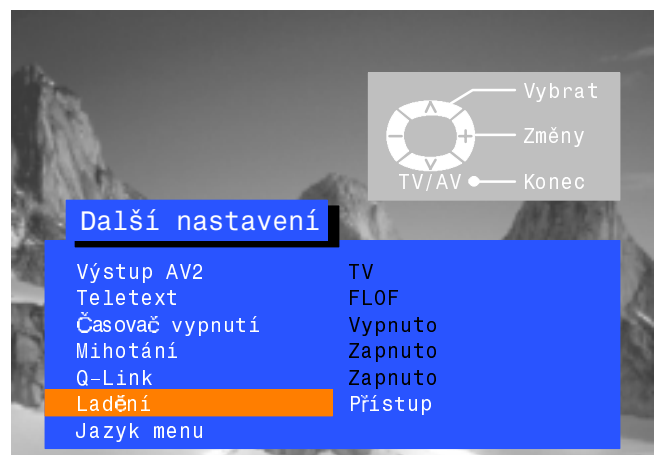 Vybrat
Změny
TV/AV Konec
Další nastavení
Výstup AV2 TV
Teletext FLOF
Časovač vypnutí Vypnuto
Mihotání Zapnuto
Q-Link Zapnuto
Ladění Přístup
Jazyk menu